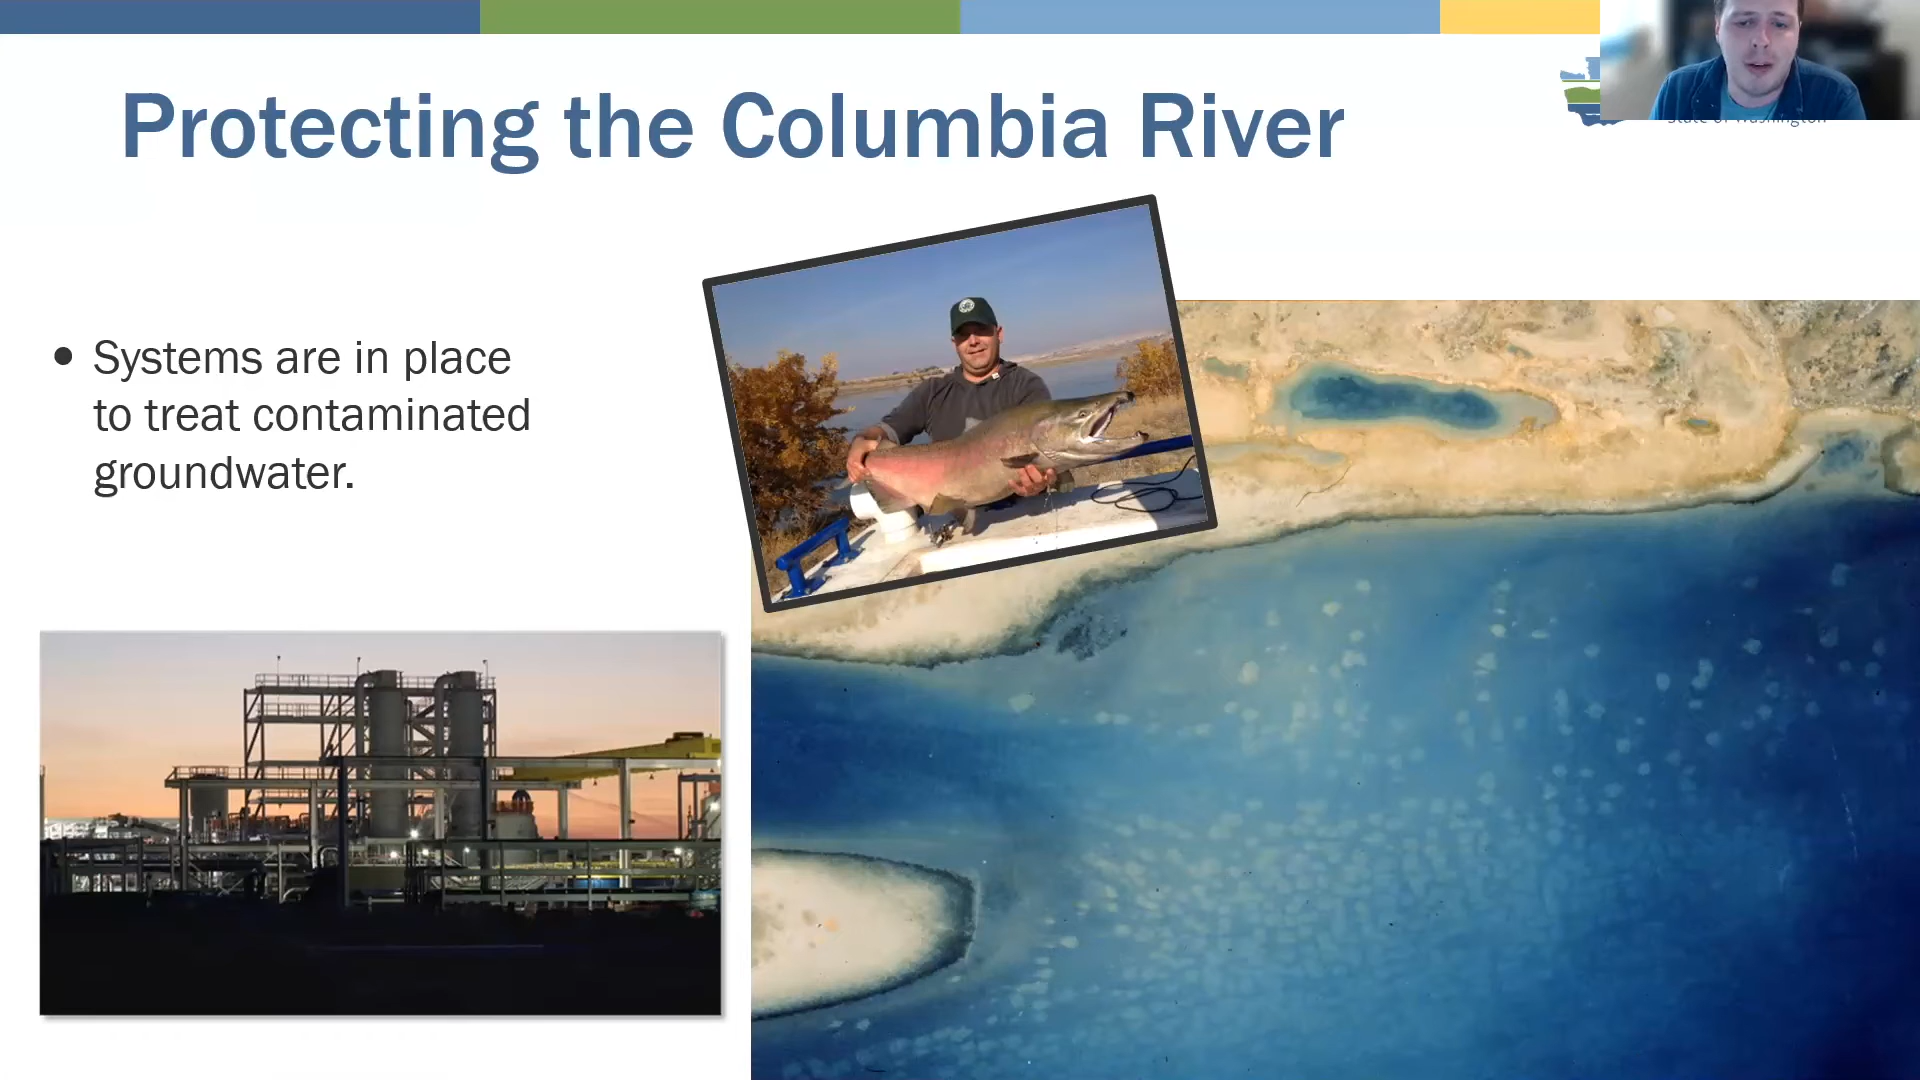 Protecting the Columbia River
State of Washington
• Systems are in place
to treat contaminated
groundwater.